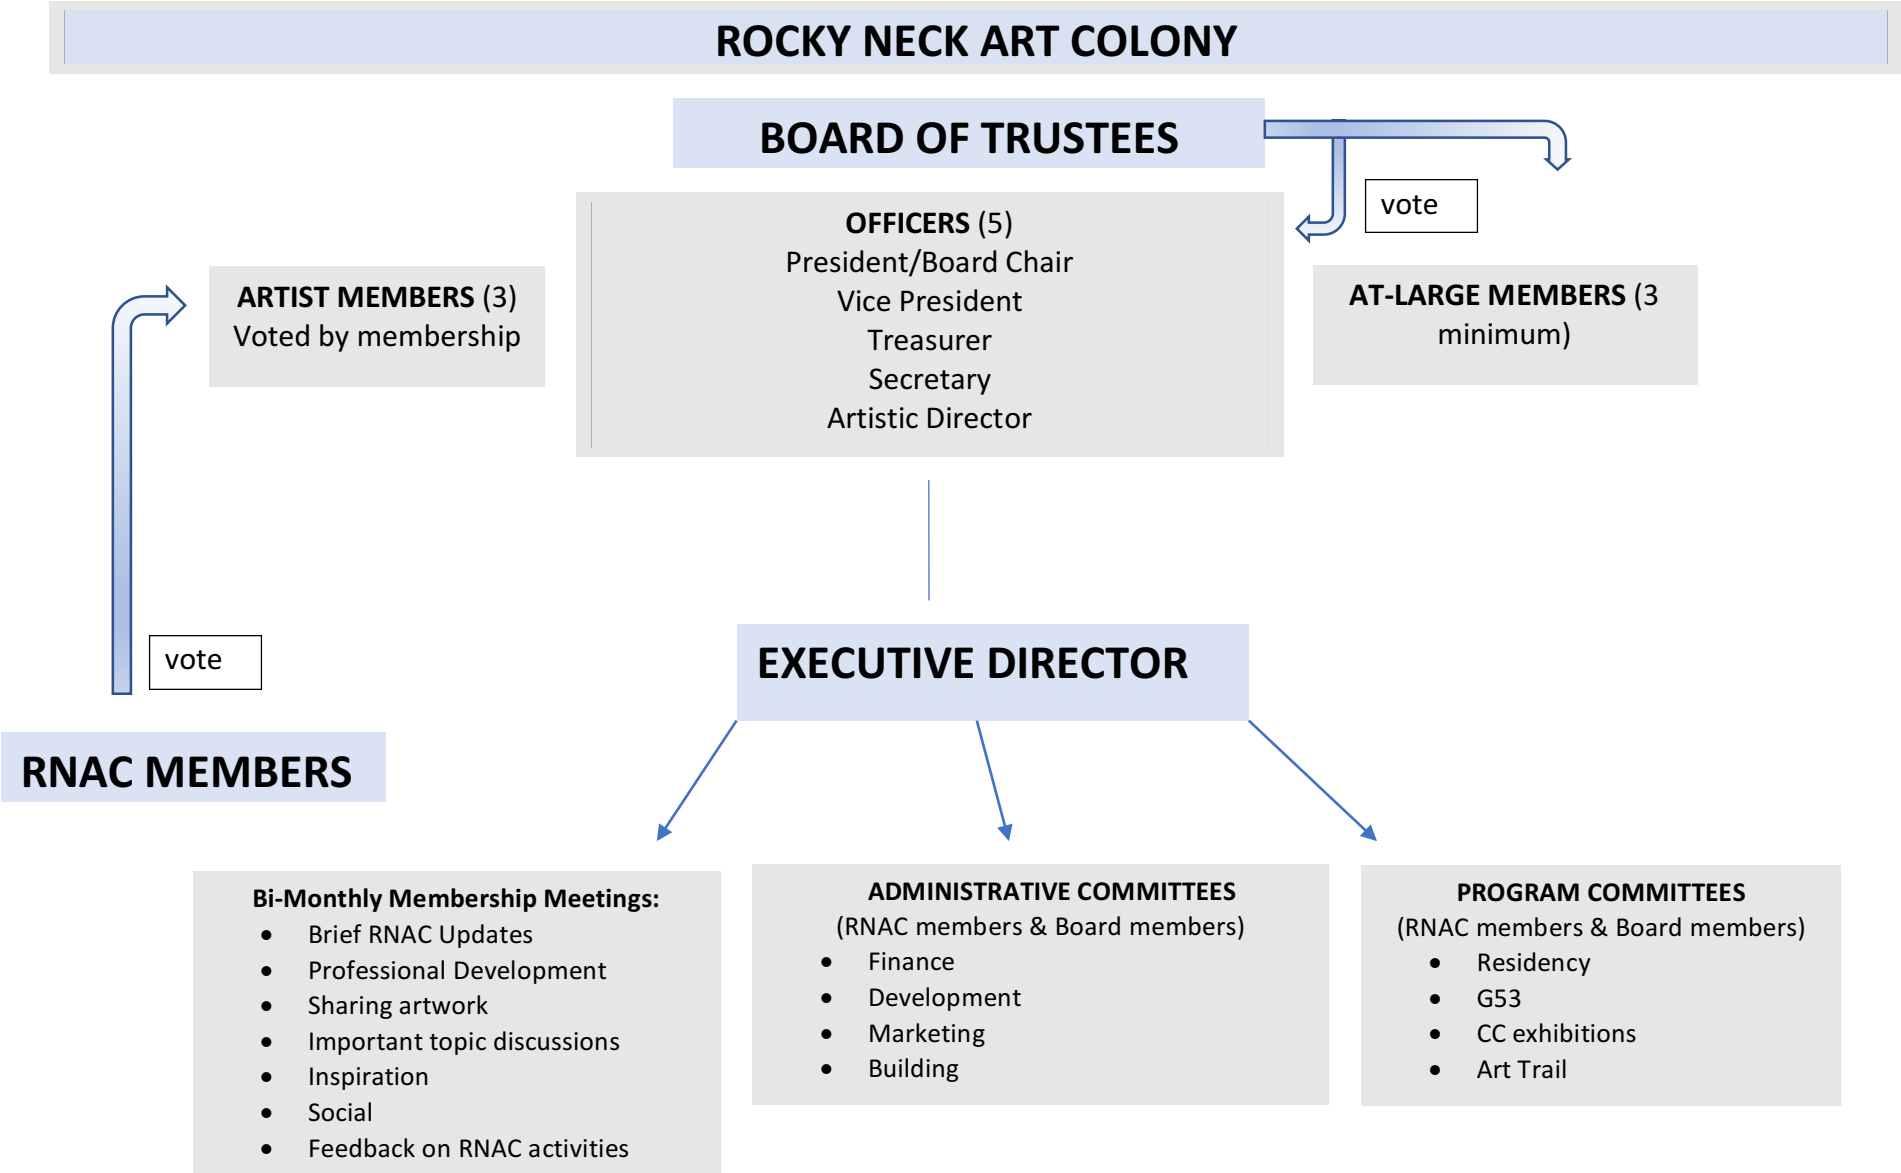 ROCKY NECK ART COLONY
BOARD OF TRUSTEES
vote
OFFICERS (5)
President/Board Chair
Vice President
Treasurer
Secretary
Artistic Director
ARTIST MEMBERS (3)
Voted by membership
AT-LARGE MEMBERS (3
minimum)
vote
RNAC MEMBERS
EXECUTIVE DIRECTOR
Bi-Monthly Membership Meetings:
• Brief RNAC Updates
• Professional Development
• Sharing artwork
• Important topic discussions
• Inspiration
• Social
• Feedback on RNAC activities
ADMINISTRATIVE COMMITTEES
(RNAC members & Board members)
• Finance
• Development
• Marketing
• Building
PROGRAM COMMITTEES
(RNAC members & Board members)
• Residency
• G53
• CC exhibitions
• Art Trail